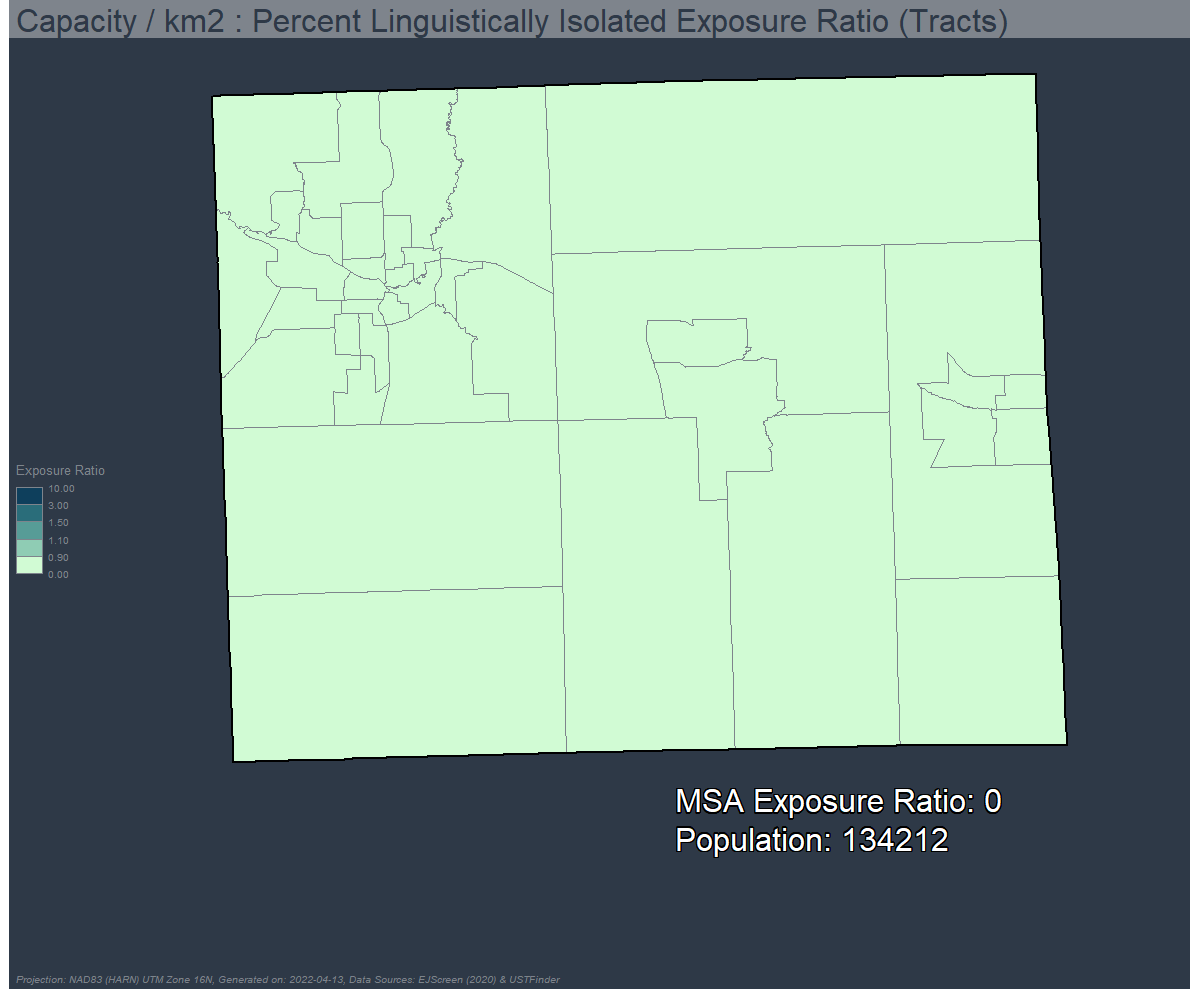 Capacity / km2 : Percent Linguistically Isolated Exposure Ratio (Tracts)
Exposure Ratio
10.00
3.00
1.50
1.10
0.90
0.00
MSA Exposure Ratio: 0
Population: 134212
Projection: NAD83 (HARN) UTM Zone 16N, Generated on: 2022-04-13, Data Sources: EJScreen (2020) & USTFinder